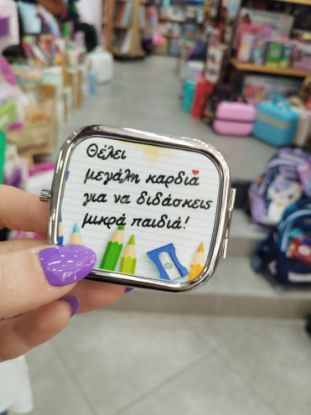 Θέλει
μεγάλη καρδιά
για να διδάσκεις
μικρά παιδιά!